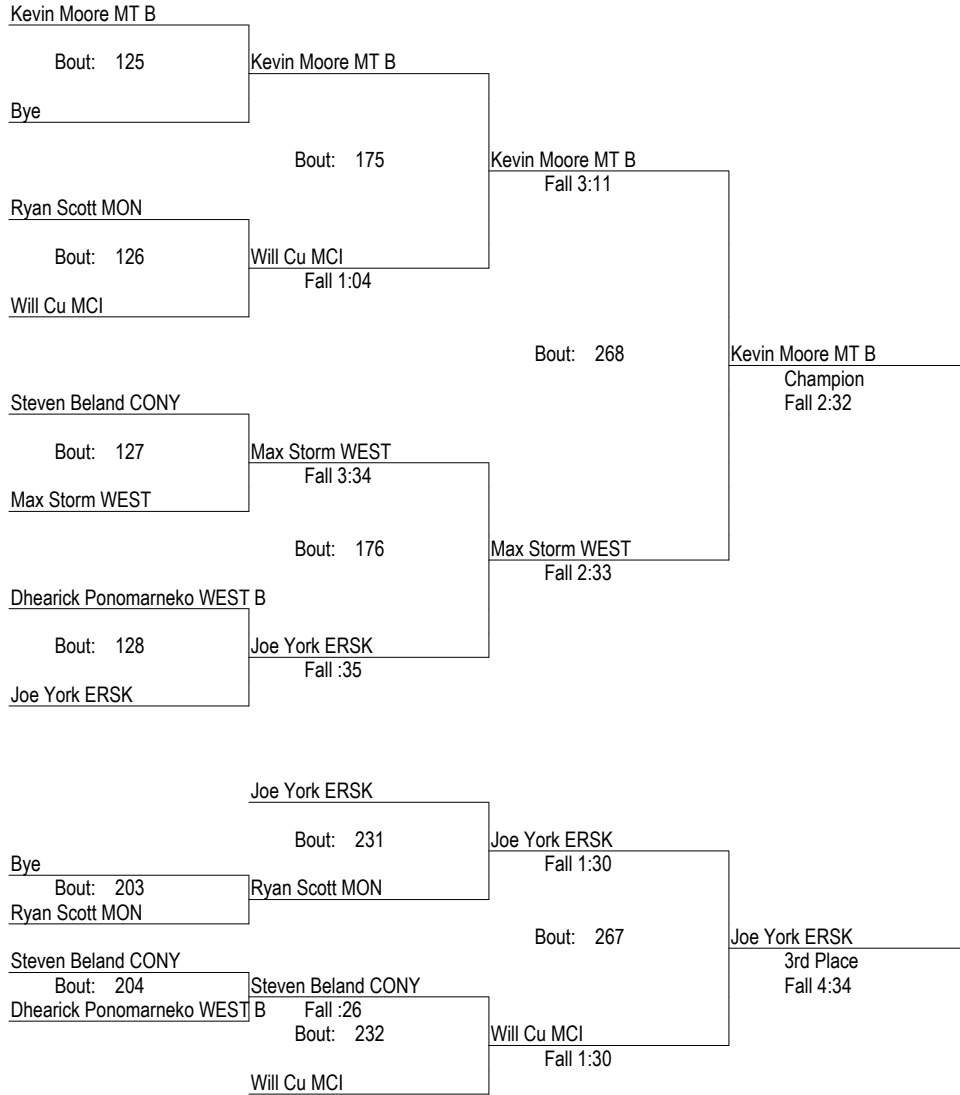 Kevin Moore MT B
Bout: 125
Kevin Moore MT B
Bye
Bout: 175
Kevin Moore MT B
Fall 3:11
Ryan Scott MON
Bout: 126
Will Cu MCI
Fall 1:04
Will Cu MCI
Bout: 268
Kevin Moore MT B
Champion
Fall 2:32
Steven Beland CONY
Bout: 127
Max Storm WEST
Fall 3:34
Max Storm WEST
Bout: 176
Max Storm WEST
Fall 2:33
Dhearick Ponomarneko WEST B
Bout: 128
Joe York ERSK
Fall :35
Joe York ERSK
Joe York ERSK
Bout: 231
Joe York ERSK
Fall 1:30
Bye
Bout: 203
Ryan Scott MON
Ryan Scott MON
Bout: 267
Joe York ERSK
3rd Place
Fall 4:34
Steven Beland CONY
Bout: 204
Steven Beland CONY
Dhearick Ponomarneko WEST B
Fall :26
Bout: 232
Will Cu MCI
Fall 1:30
Will Cu MCI